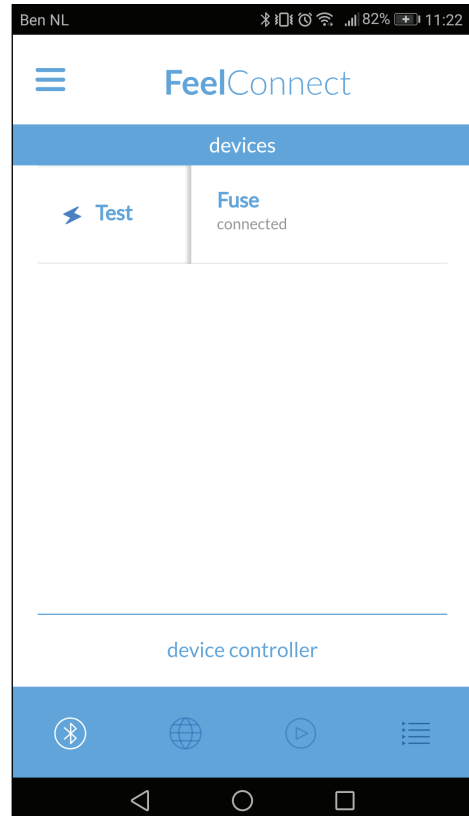 Ben NL 82% 11:22
FeelConnect
devices
Test
Fuse
connected
device controller